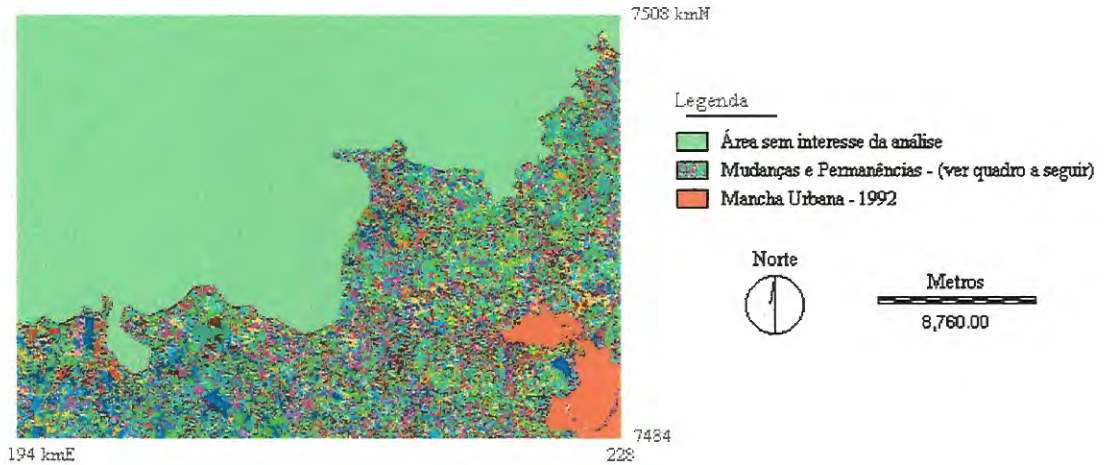 7508 kmN
Legenda
Área sem interesse da análise
Mudanças e Permanências - (ver quadro a seguir)
Mancha Urbana - 1992
Norte
Metros
8,760.00
7484
194 kmE
228